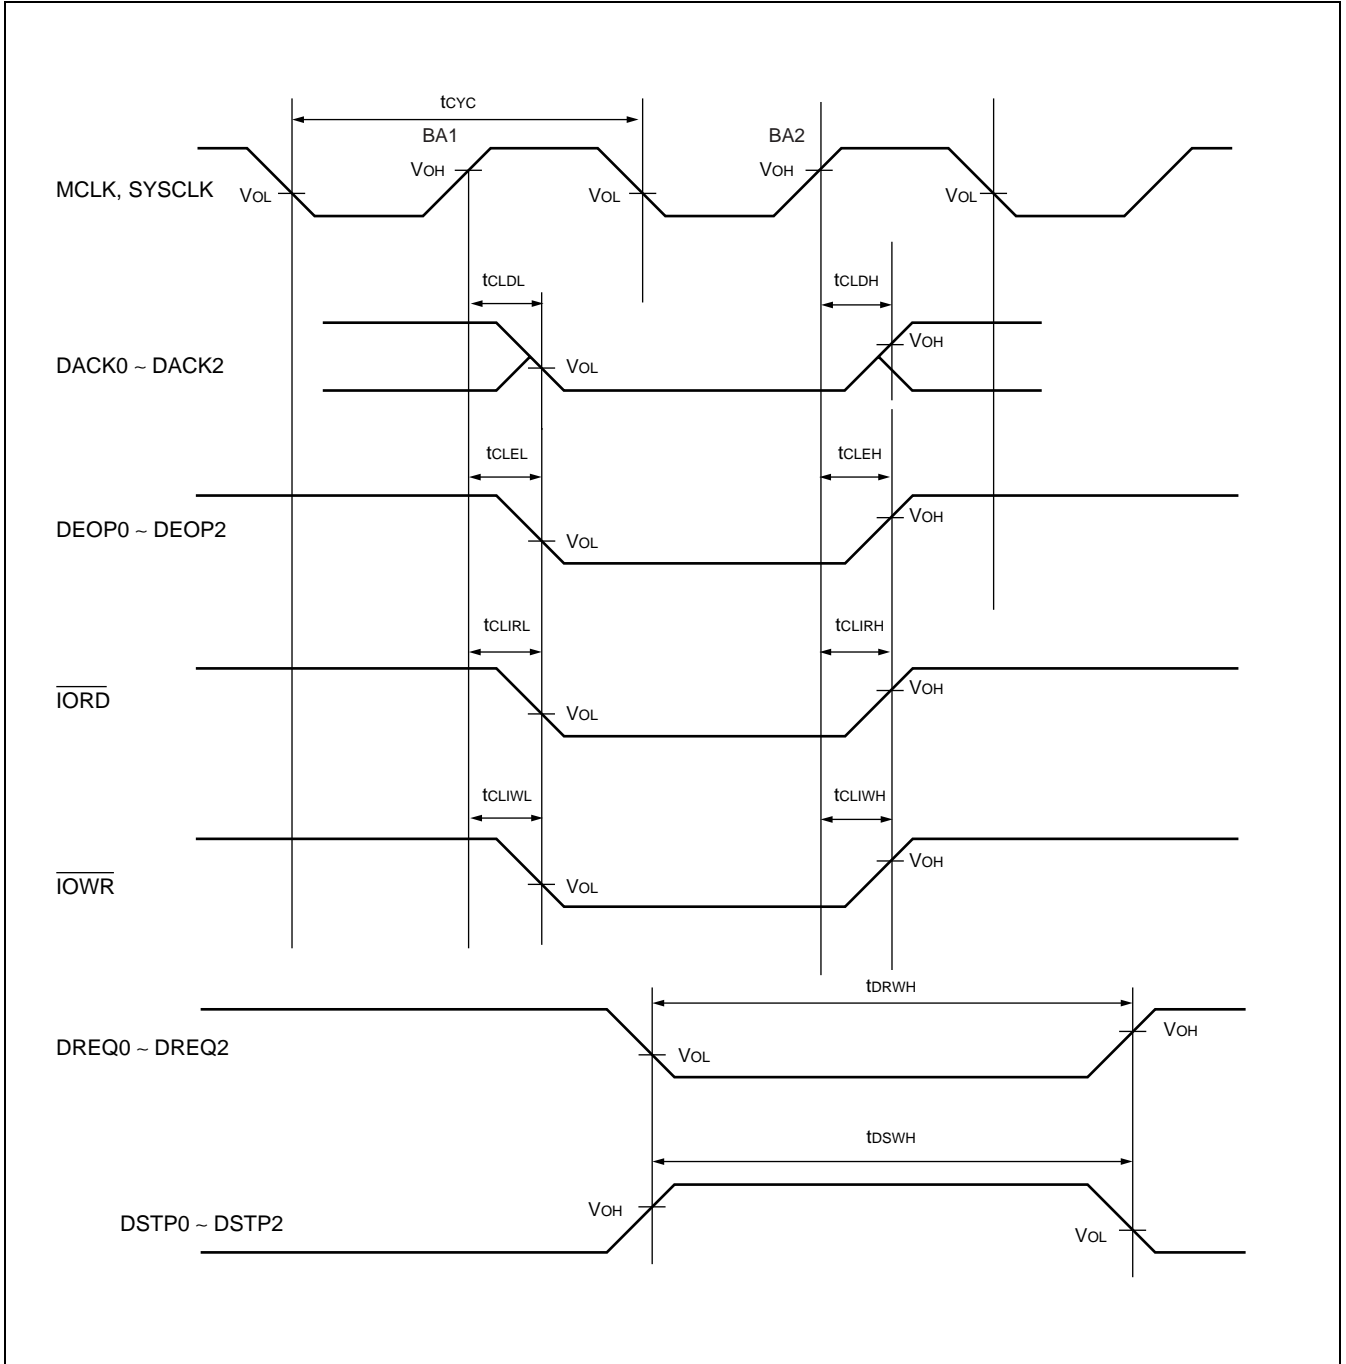 tCYC
BA1
BA2
VOH
VOH
MCLK, SYSCLK
VOL
VOL
VOL
tCLDL
tCLDH
VOH
DACK0 ~ DACK2
VOL
tCLEL
tCLEH
VOH
DEOP0 ~ DEOP2
VOL
tCLIRL
tCLIRH
VOH
IORD
VOL
tCLIWL
tCLIWH
VOH
IOWR
VOL
tDRWH
VOH
DREQ0 ~ DREQ2
VOL
tDSWH
VOH
DSTP0 ~ DSTP2
VOL